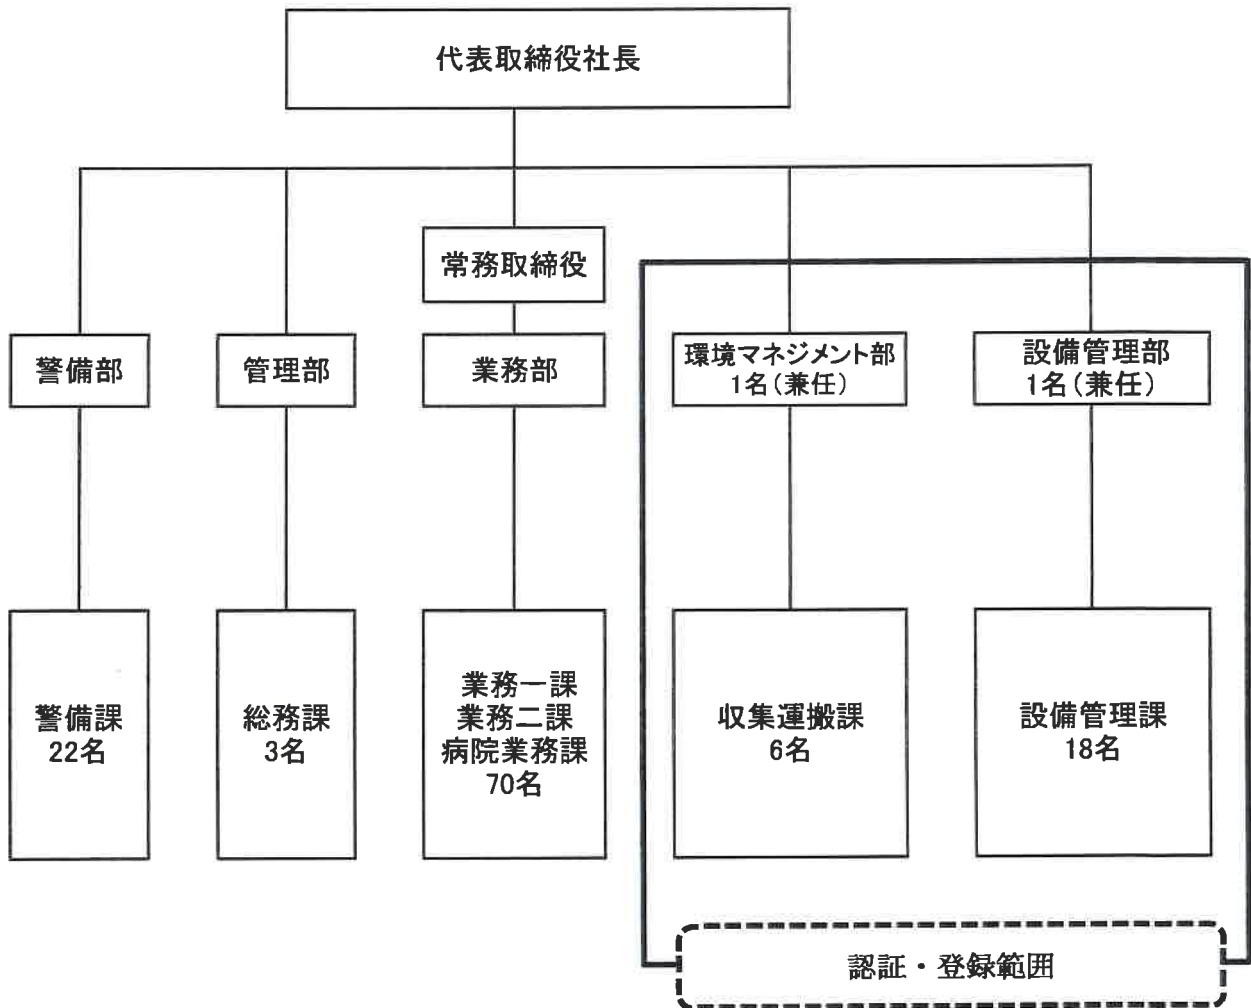 代表取締役社長
常務取締役
警備部
管理部
業務部
環境マネジメント部
1名(兼任)
設備管理部
1名(兼任)
警備課
22名
総務課
3名
業務一課
業務二課
病院業務課
70名
収集運搬課
6名
設備管理課
18名
認証・登録範囲